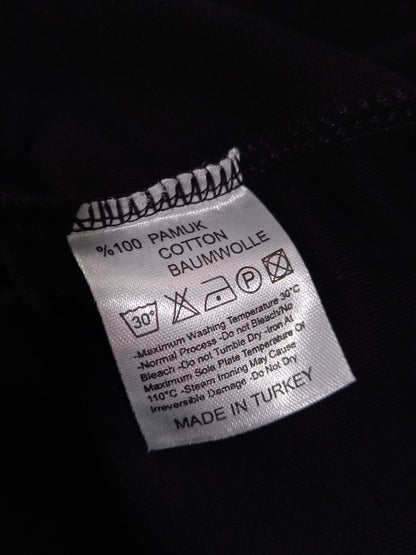 %100 PAMUK
COTTON
BAUMWOLLE
30°
P
-Maximum Washing Temperature 30°C
-Normal Process -Do not Bleach/No
Bleach -Do not Tumble Dry -Iron At
Maximum Sole Plate Temperature Of
110°C -Steam Ironing May Cause
Irreversible Damage -Do Not Dry
MADE IN TURKEY